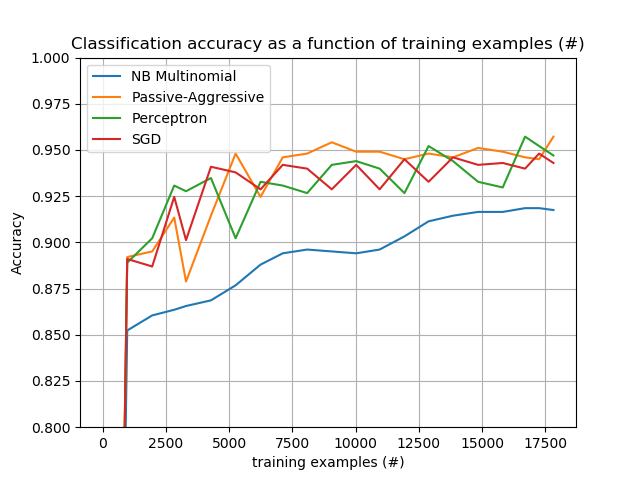 Classification accuracy as a function of training examples (#)
1.000
0.975
0.950
0.925
0.900
0.875
0.850
0.825
0.800
Accuracy
NB Multinomial
Passive-Aggressive
Perceptron
SGD
0 2500 5000 7500 10000 12500 15000 17500
training examples (#)